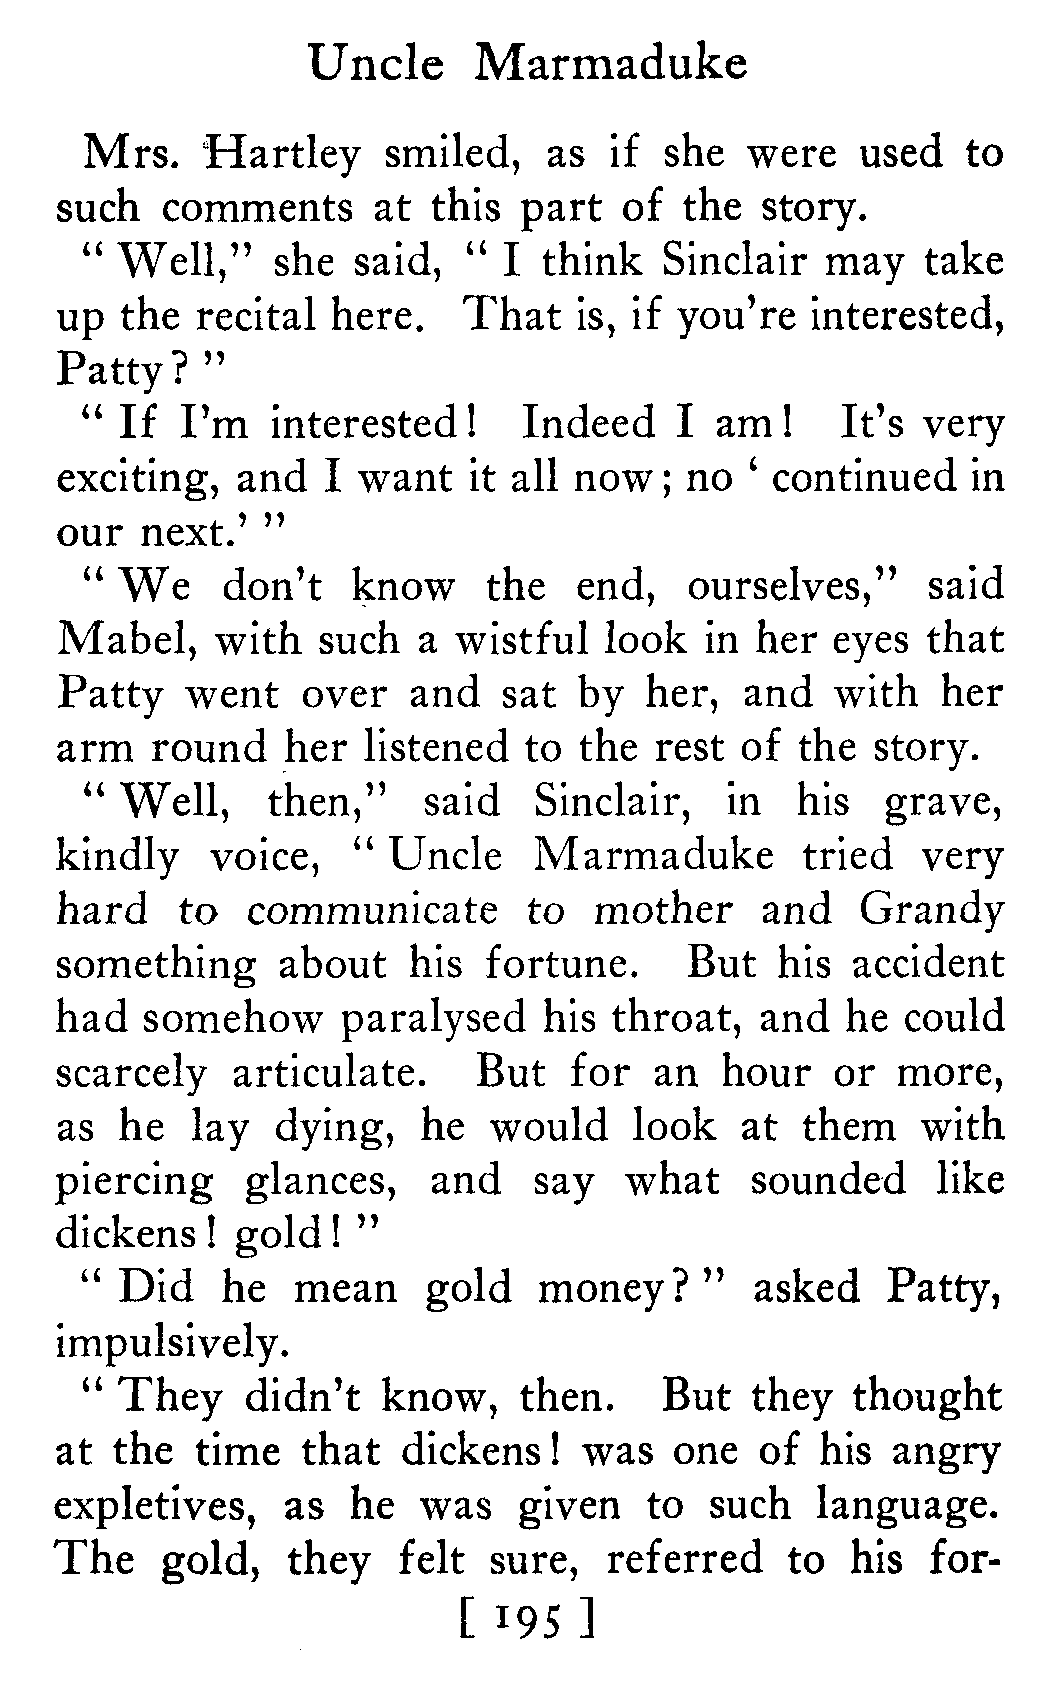 Uncle Marmaduke
Mrs. Hartley smiled, as if she were used to
such comments at this part of the story.
“ Well,” she said, “ I think Sinclair may take
up the recital here. That is, if you’re interested,
Patty? ”
“ If I’m interested! Indeed I am! It’s very
exciting, and I want it all now; no ‘ continued in
our next.’ ”
“ We don’t know the end, ourselves,” said
Mabel, with such a wistful look in her eyes that
Patty went over and sat by her, and with her
arm round her listened to the rest of the story.
“ Well, then,” said Sinclair, in his grave,
kindly voice, “ Uncle Marmaduke tried very
hard to communicate to mother and Grandy
something about his fortune. But his accident
had somehow paralysed his throat, and he could
scarcely articulate. But for an hour or more,
as he lay dying, he would look at them with
piercing glances, and say what sounded like
dickens! gold! ”
“ Did he mean gold money? ” asked Patty,
impulsively.
“ They didn’t know, then. But they thought
at the time that dickens! was one of his angry
expletives, as he was given to such language.
The gold, they felt sure, referred to his for-
[ 195 ]